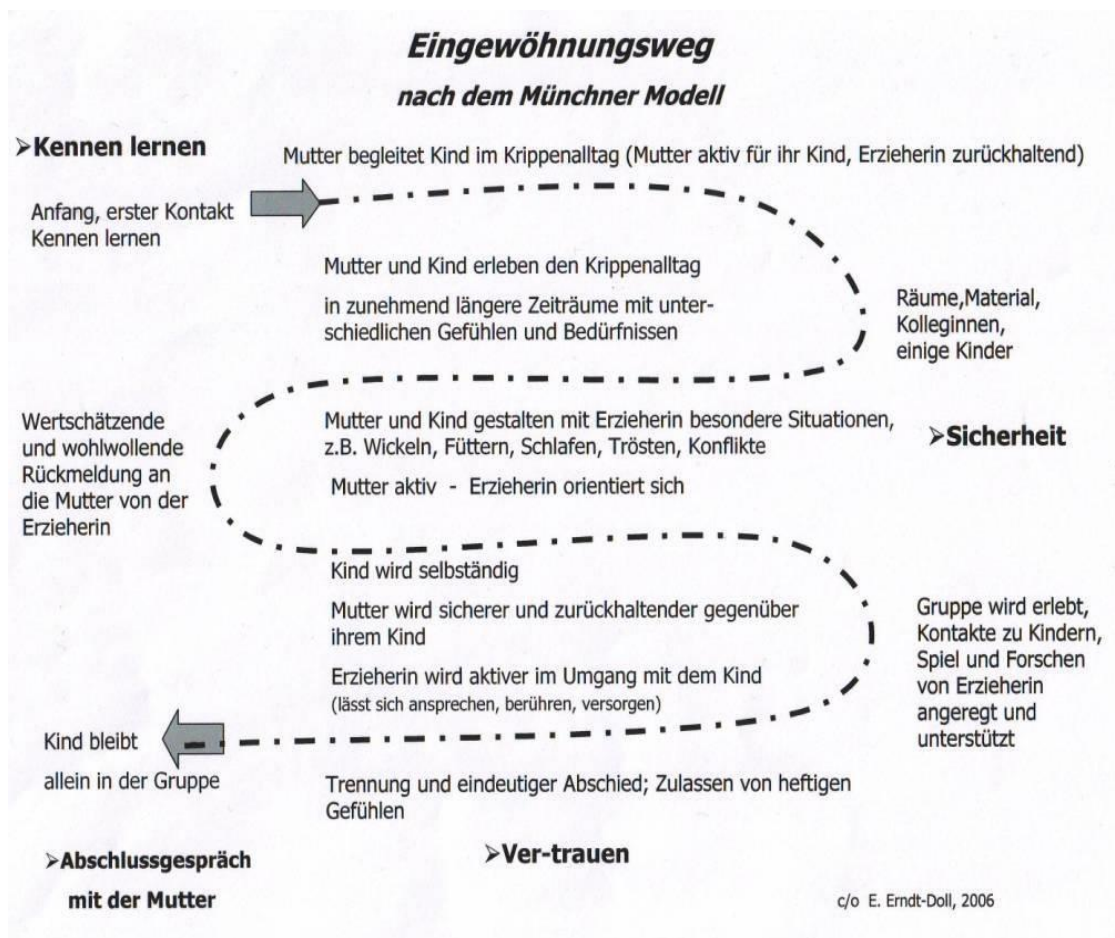 Eingewöhnungsweg
nach dem Münchner Modell
➢Kennen lernen
Mutter begleitet Kind im Krippenalltag (Mutter aktiv für ihr Kind, Erzieherin zurückhaltend)
Anfang, erster Kontakt
Kennen lernen
Mutter und Kind erleben den Krippenalltag
in zunehmend längere Zeiträume mit unter-
schiedlichen Gefühlen und Bedürfnissen
Räume,Material,
Kolleginnen,
einige Kinder
Wertschätzende
und wohlwollende
Rückmeldung an
die Mutter von der
Erzieherin
Mutter und Kind gestalten mit Erzieherin besondere Situationen,
z.B. Wickeln, Füttern, Schlafen, Trösten, Konflikte
Mutter aktiv - Erzieherin orientiert sich
➢Sicherheit
Kind wird selbständig
Mutter wird sicherer und zurückhaltender gegenüber
ihrem Kind
Erzieherin wird aktiver im Umgang mit dem Kind
(lässt sich ansprechen, berühren, versorgen)
Gruppe wird erlebt,
Kontakte zu Kindern,
Spiel und Forschen
von Erzieherin
angeregt und
unterstützt
Kind bleibt
allein in der Gruppe
Trennung und eindeutiger Abschied; Zulassen von heftigen
Gefühlen
➢Abschlussgespräch
mit der Mutter
➢Ver-trauen
c/o E. Erndt-Doll, 2006